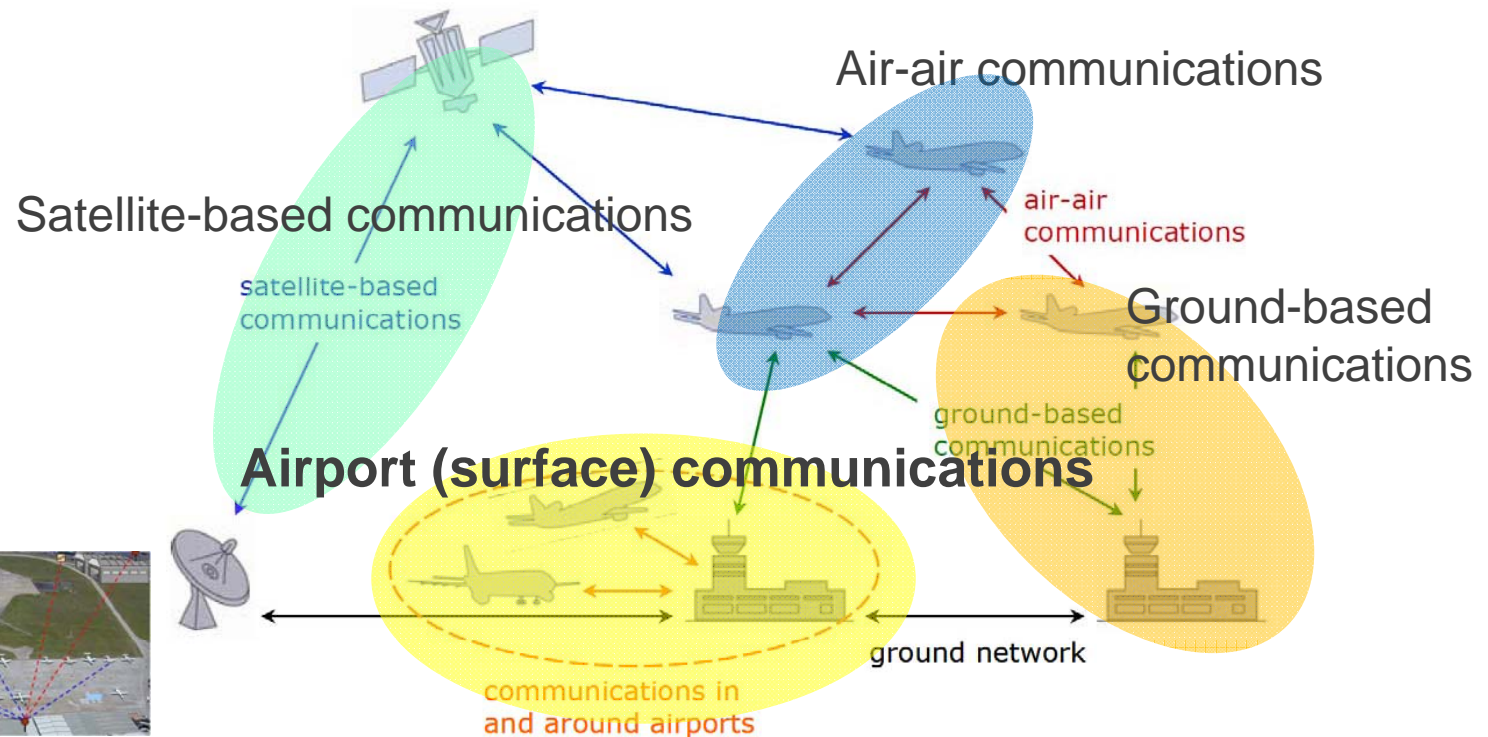 Air-air communications
Satellite-based communications
air-air
communications
satellite-based
communications
Ground-based
communications
ground-based
communications
Airport (surface) communications
ground network
communications in
and around airports